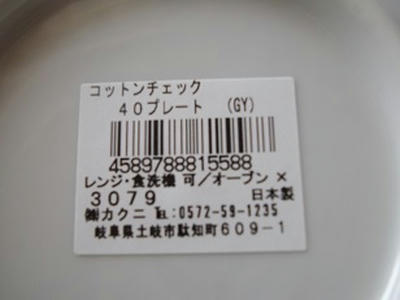 コットンチェック
４０プレート (GY)
4589788815588
レンジ・食洗機 可／オーブン ×
３０７９ 日本製
㈱カクニ ℡:0572-59-1235
岐阜県土岐市駄知町６０９－１